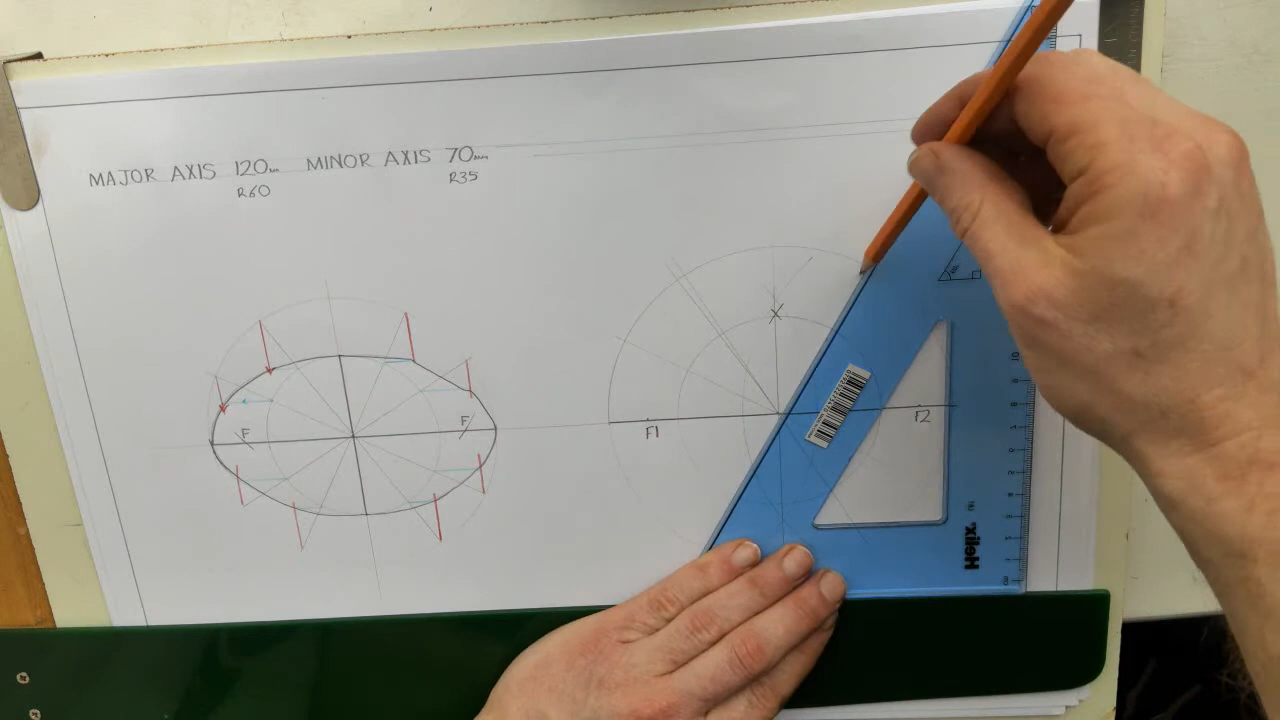 MAJOR AXIS 120mm MINOR AXIS 70mm
R60 R35
F F
X
F1 F2
Helix